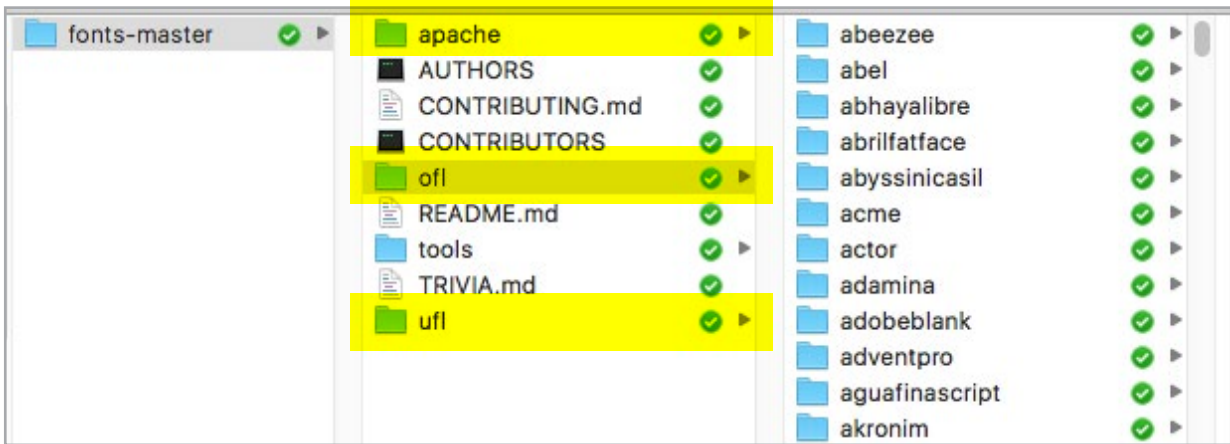 fonts-master
apache
AUTHORS
CONTRIBUTING.md
CONTRIBUTORS
ofl
README.md
tools
TRIVIA.md
ufl
abeezee
abel
abhayalibre
abrilfatface
abyssinicasil
acme
actor
adamina
adobeblank
adventpro
aguafinascript
akronim